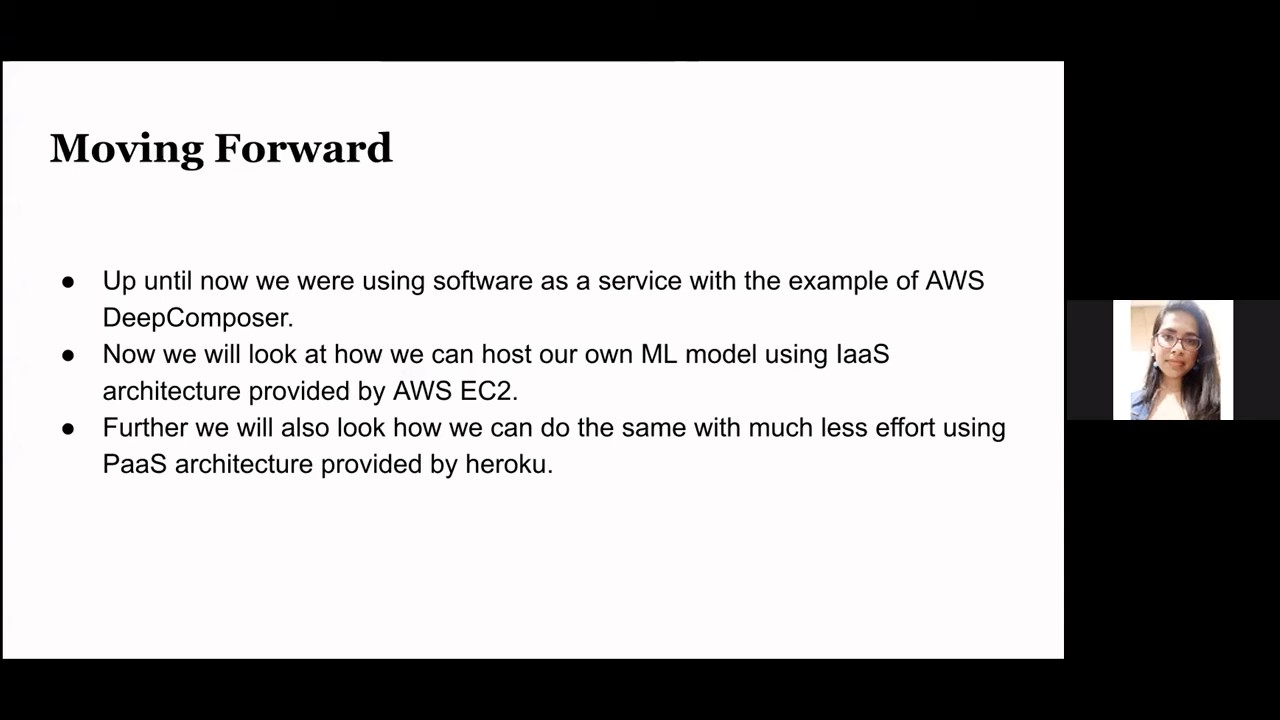 Moving Forward
● Up until now we were using software as a service with the example of AWS
DeepComposer.
● Now we will look at how we can host our own ML model using IaaS
architecture provided by AWS EC2.
● Further we will also look how we can do the same with much less effort using
PaaS architecture provided by heroku.